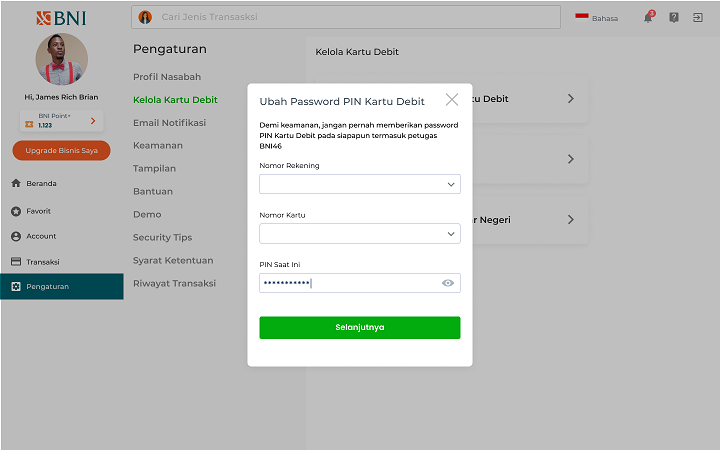 BNI
Cari Jenis Transasksi
Bahasa
3
Hi, James Rich Brian
BNI Point+
1.123
Upgrade Bisnis Saya
Beranda
Favorit
Account
Transaksi
Pengaturan
Pengaturan
Profil Nasabah
Kelola Kartu Debit
Email Notifikasi
Keamanan
Tampilan
Bantuan
Demo
Security Tips
Syarat Ketentuan
Riwayat Transaksi
Kelola Kartu Debit
Debit
Negeri
Ubah Password PIN Kartu Debit
Demi keamanan, jangan pernah memberikan password
PIN Kartu Debit pada siapapun termasuk petugas
BNI46
Nomor Rekening
Nomor Kartu
PIN Saat Ini
***********
Selanjutnya